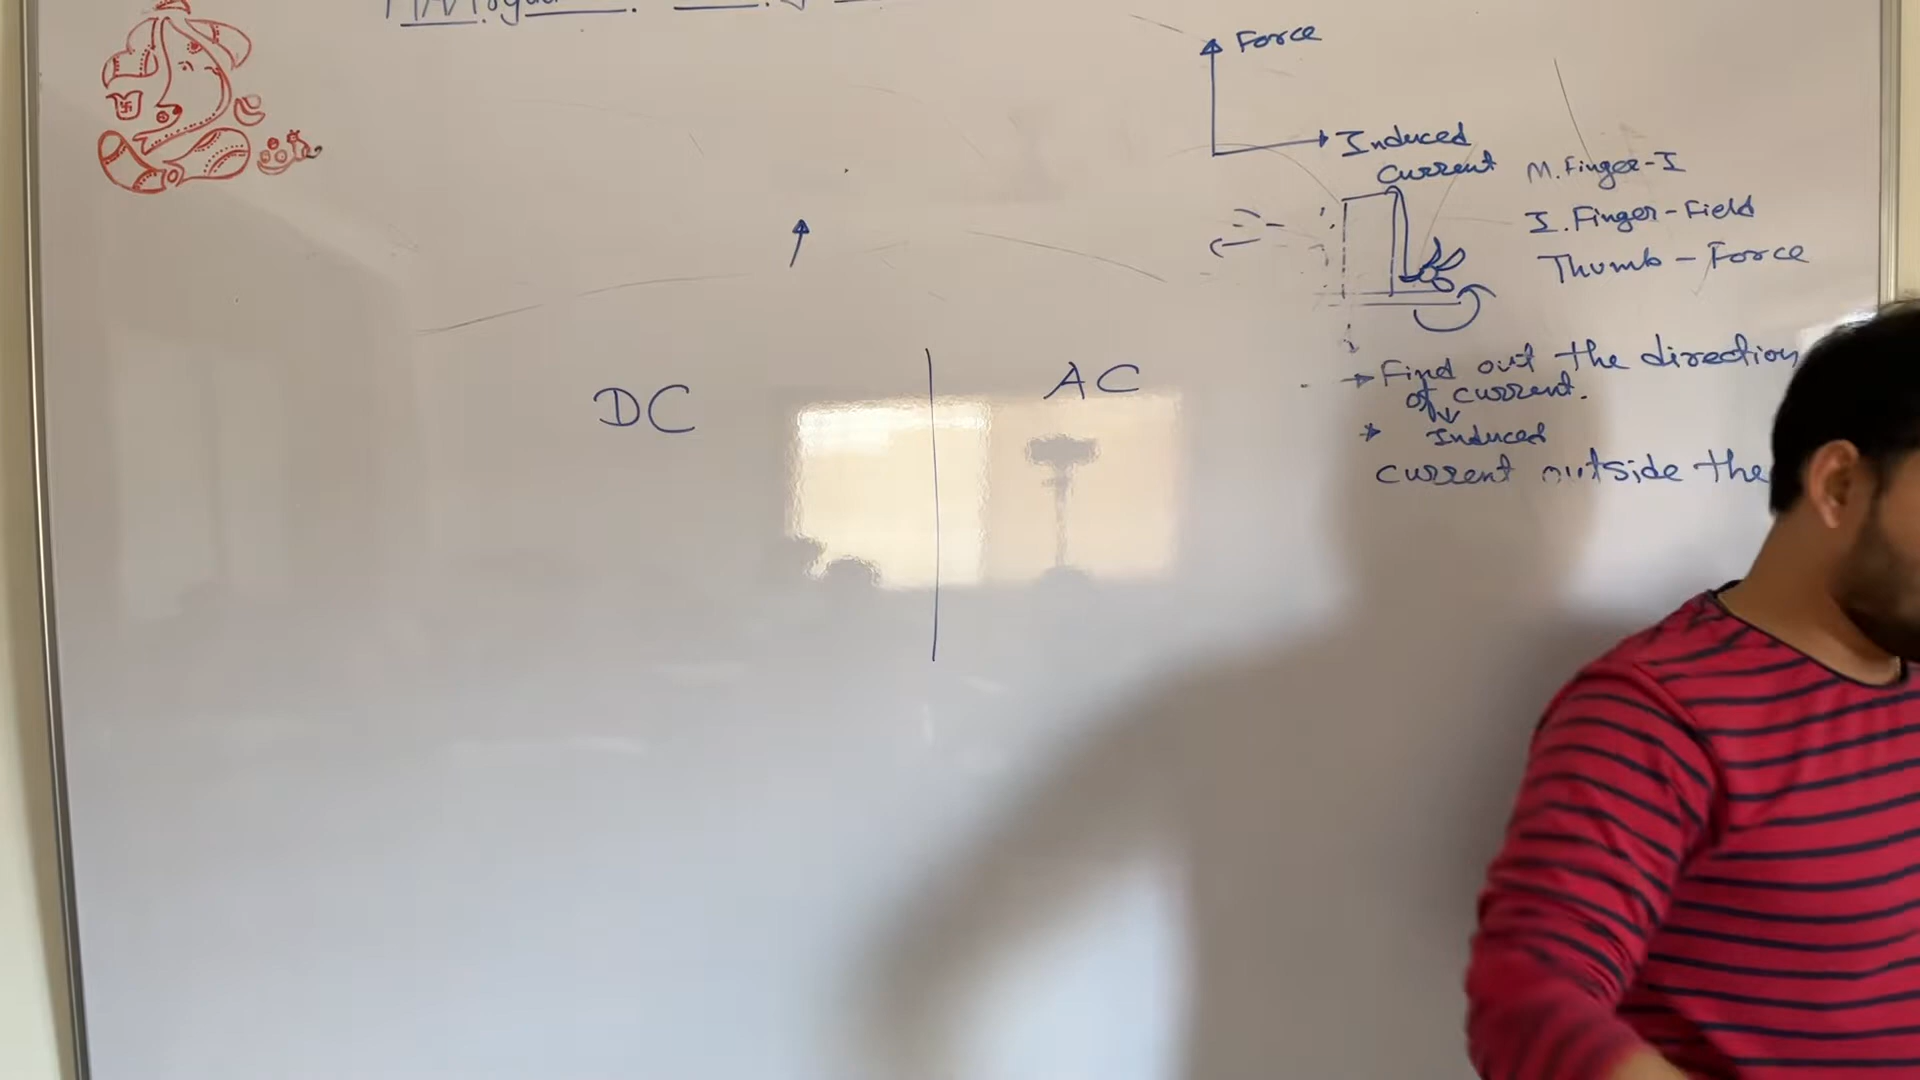 Force
Induced
Current
M. Finger-I
I. Finger-Field
Thumb - Force
DC
AC
Find out the direction
of current.
Induced
current outside the